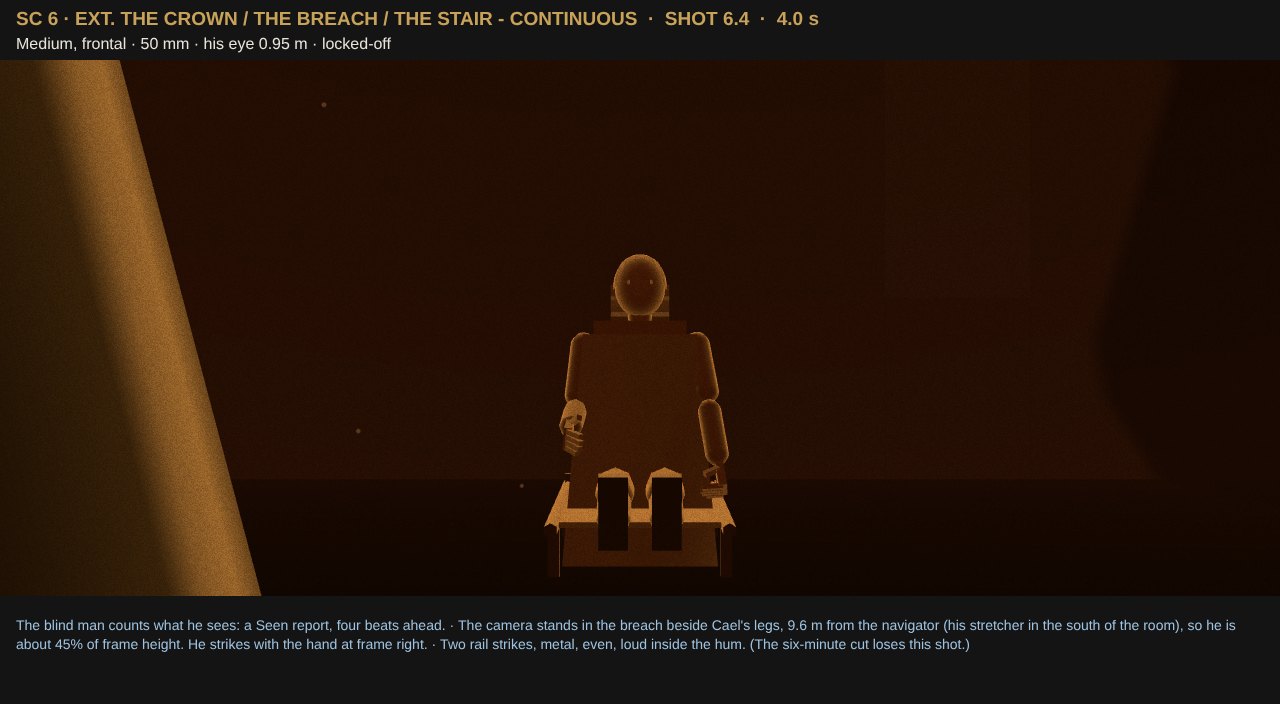 SC 6 · EXT. THE CROWN / THE BREACH / THE STAIR - CONTINUOUS · SHOT 6.4 · 4.0 s
Medium, frontal · 50 mm · his eye 0.95 m · locked-off
The blind man counts what he sees: a Seen report, four beats ahead. · The camera stands in the breach beside Cael's legs, 9.6 m from the navigator (his stretcher in the south of the room), so he is
about 45% of frame height. He strikes with the hand at frame right. · Two rail strikes, metal, even, loud inside the hum. (The six-minute cut loses this shot.)